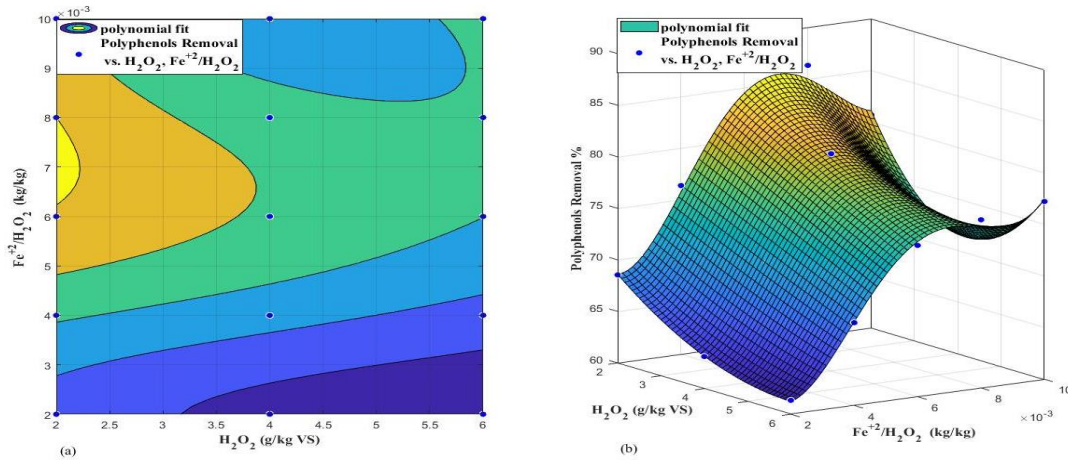 10 × 10⁻³
polynomial fit
Polyphenols Removal
vs. H₂O₂, Fe⁺²/H₂O₂
9
8
7
6
5
4
3
2
Fe⁺²/H₂O₂ (kg/kg)
2 2.5 3 3.5 4 4.5 5 5.5 6
H₂O₂ (g/kg VS)
(a)
polynomial fit
Polyphenols Removal
vs. H₂O₂, Fe⁺²/H₂O₂
90
85
80
75
70
65
60
Polyphenols Removal %
2
3
4
5
6
H₂O₂ (g/kg VS)
2
4
6
8
10
× 10⁻³
Fe⁺²/H₂O₂ (kg/kg)
(b)